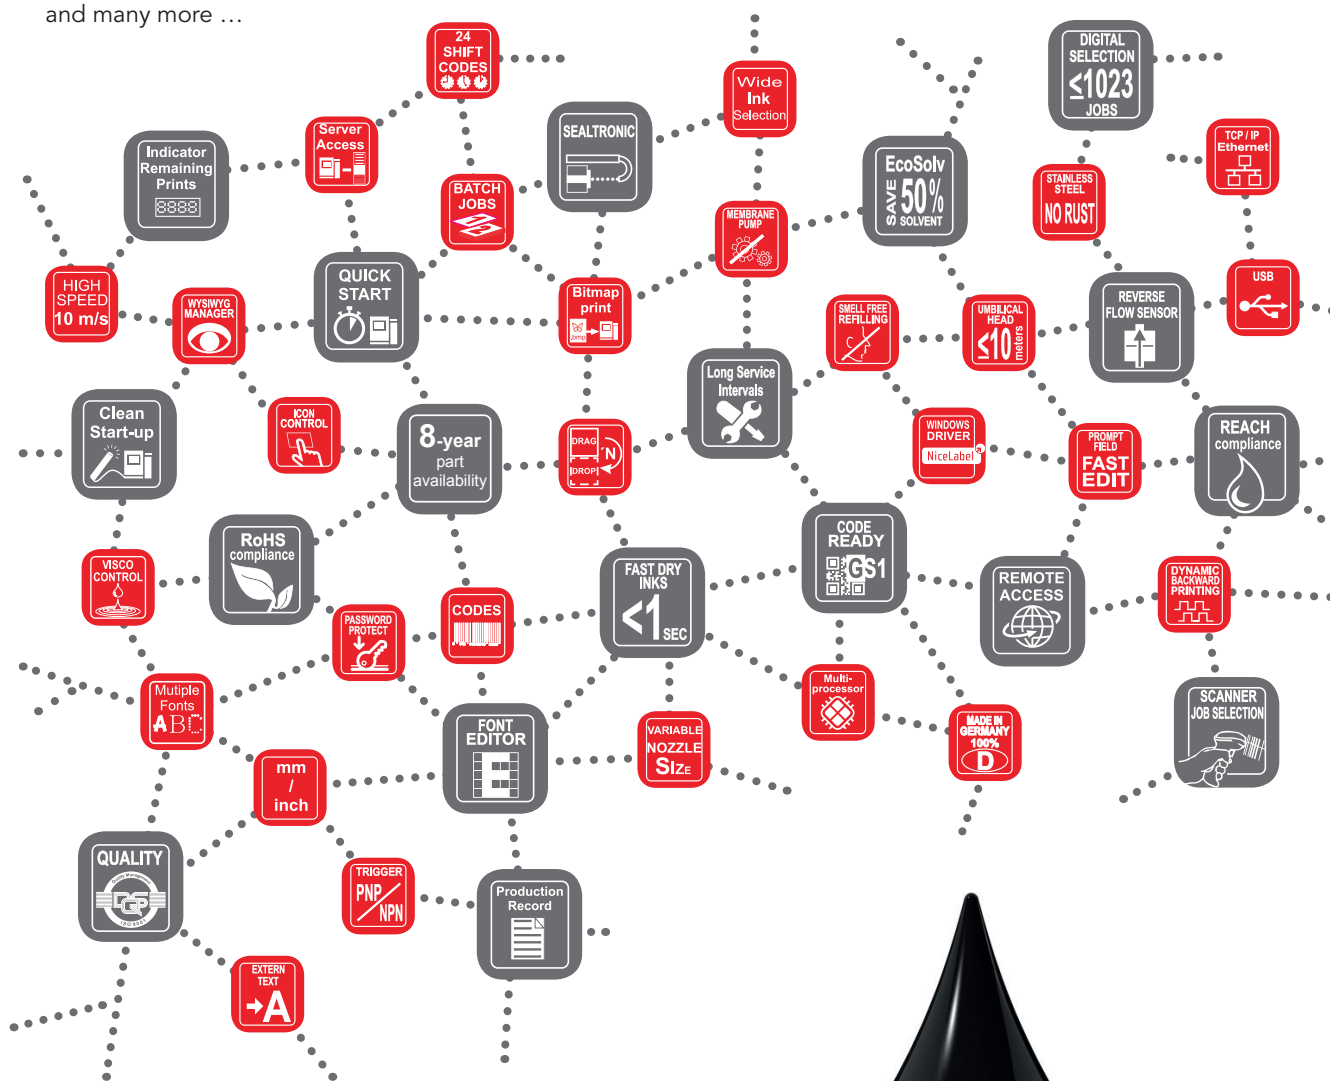 and many more …
24
SHIFT
CODES
DIGITAL
SELECTION
≤1023
JOBS
Wide
Ink
Selection
Server
Access
SEALTRONIC
TCP / IP
Ethernet
Indicator
Remaining
Prints
8888
EcoSolv
SAVE
50%
SOLVENT
STAINLESS
STEEL
NO RUST
BATCH
JOBS
MEMBRANE
PUMP
HIGH
SPEED
10 m/s
WYSIWYG
MANAGER
QUICK
START
Bitmap
print
.bmp
SMELL FREE
REFILLING
UMBILICAL
HEAD
≤10
meters
REVERSE
FLOW SENSOR
USB
Long Service
Intervals
Clean
Start-up
ICON
CONTROL
8-year
part
availability
DRAG
'N
DROP
WINDOWS
DRIVER
NiceLabel
PROMPT
FIELD
FAST
EDIT
REACH
compliance
RoHS
compliance
CODE
READY
GS1
VISCO
CONTROL
FAST DRY
INKS
<1
SEC
REMOTE
ACCESS
DYNAMIC
BACKWARD
PRINTING
PASSWORD
PROTECT
CODES
Mutiple
Fonts
ABC
Multi-
processor
SCANNER
JOB SELECTION
FONT
EDITOR
E
VARIABLE
NOZZLE
SIZE
MADE IN
GERMANY
100%
D
mm
/
inch
QUALITY
Quality Management
DQS
ISO 9001
TRIGGER
PNP
NPN
Production
Record
EXTERN
TEXT
A